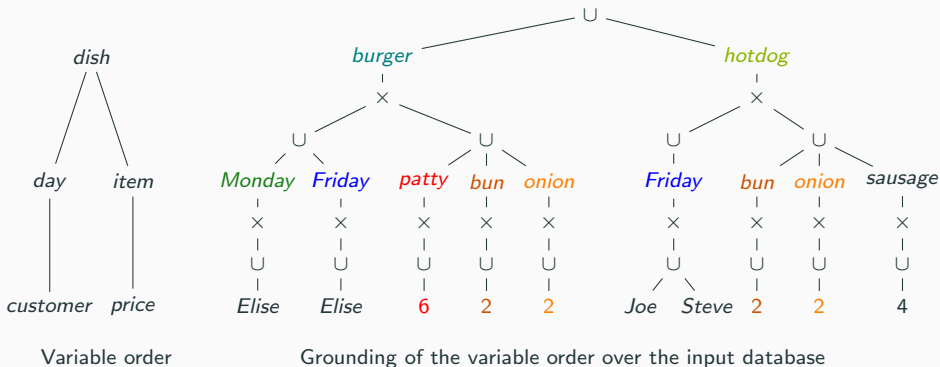 ∪
dish burger hotdog
× ×
∪ ∪ ∪ ∪
day item Monday Friday patty bun onion Friday bun onion sausage
× × × × × × × × ×
∪ ∪ ∪ ∪ ∪ ∪ ∪ ∪ ∪
customer price Elise Elise 6 2 2 Joe Steve 2 2 4
Variable order Grounding of the variable order over the input database